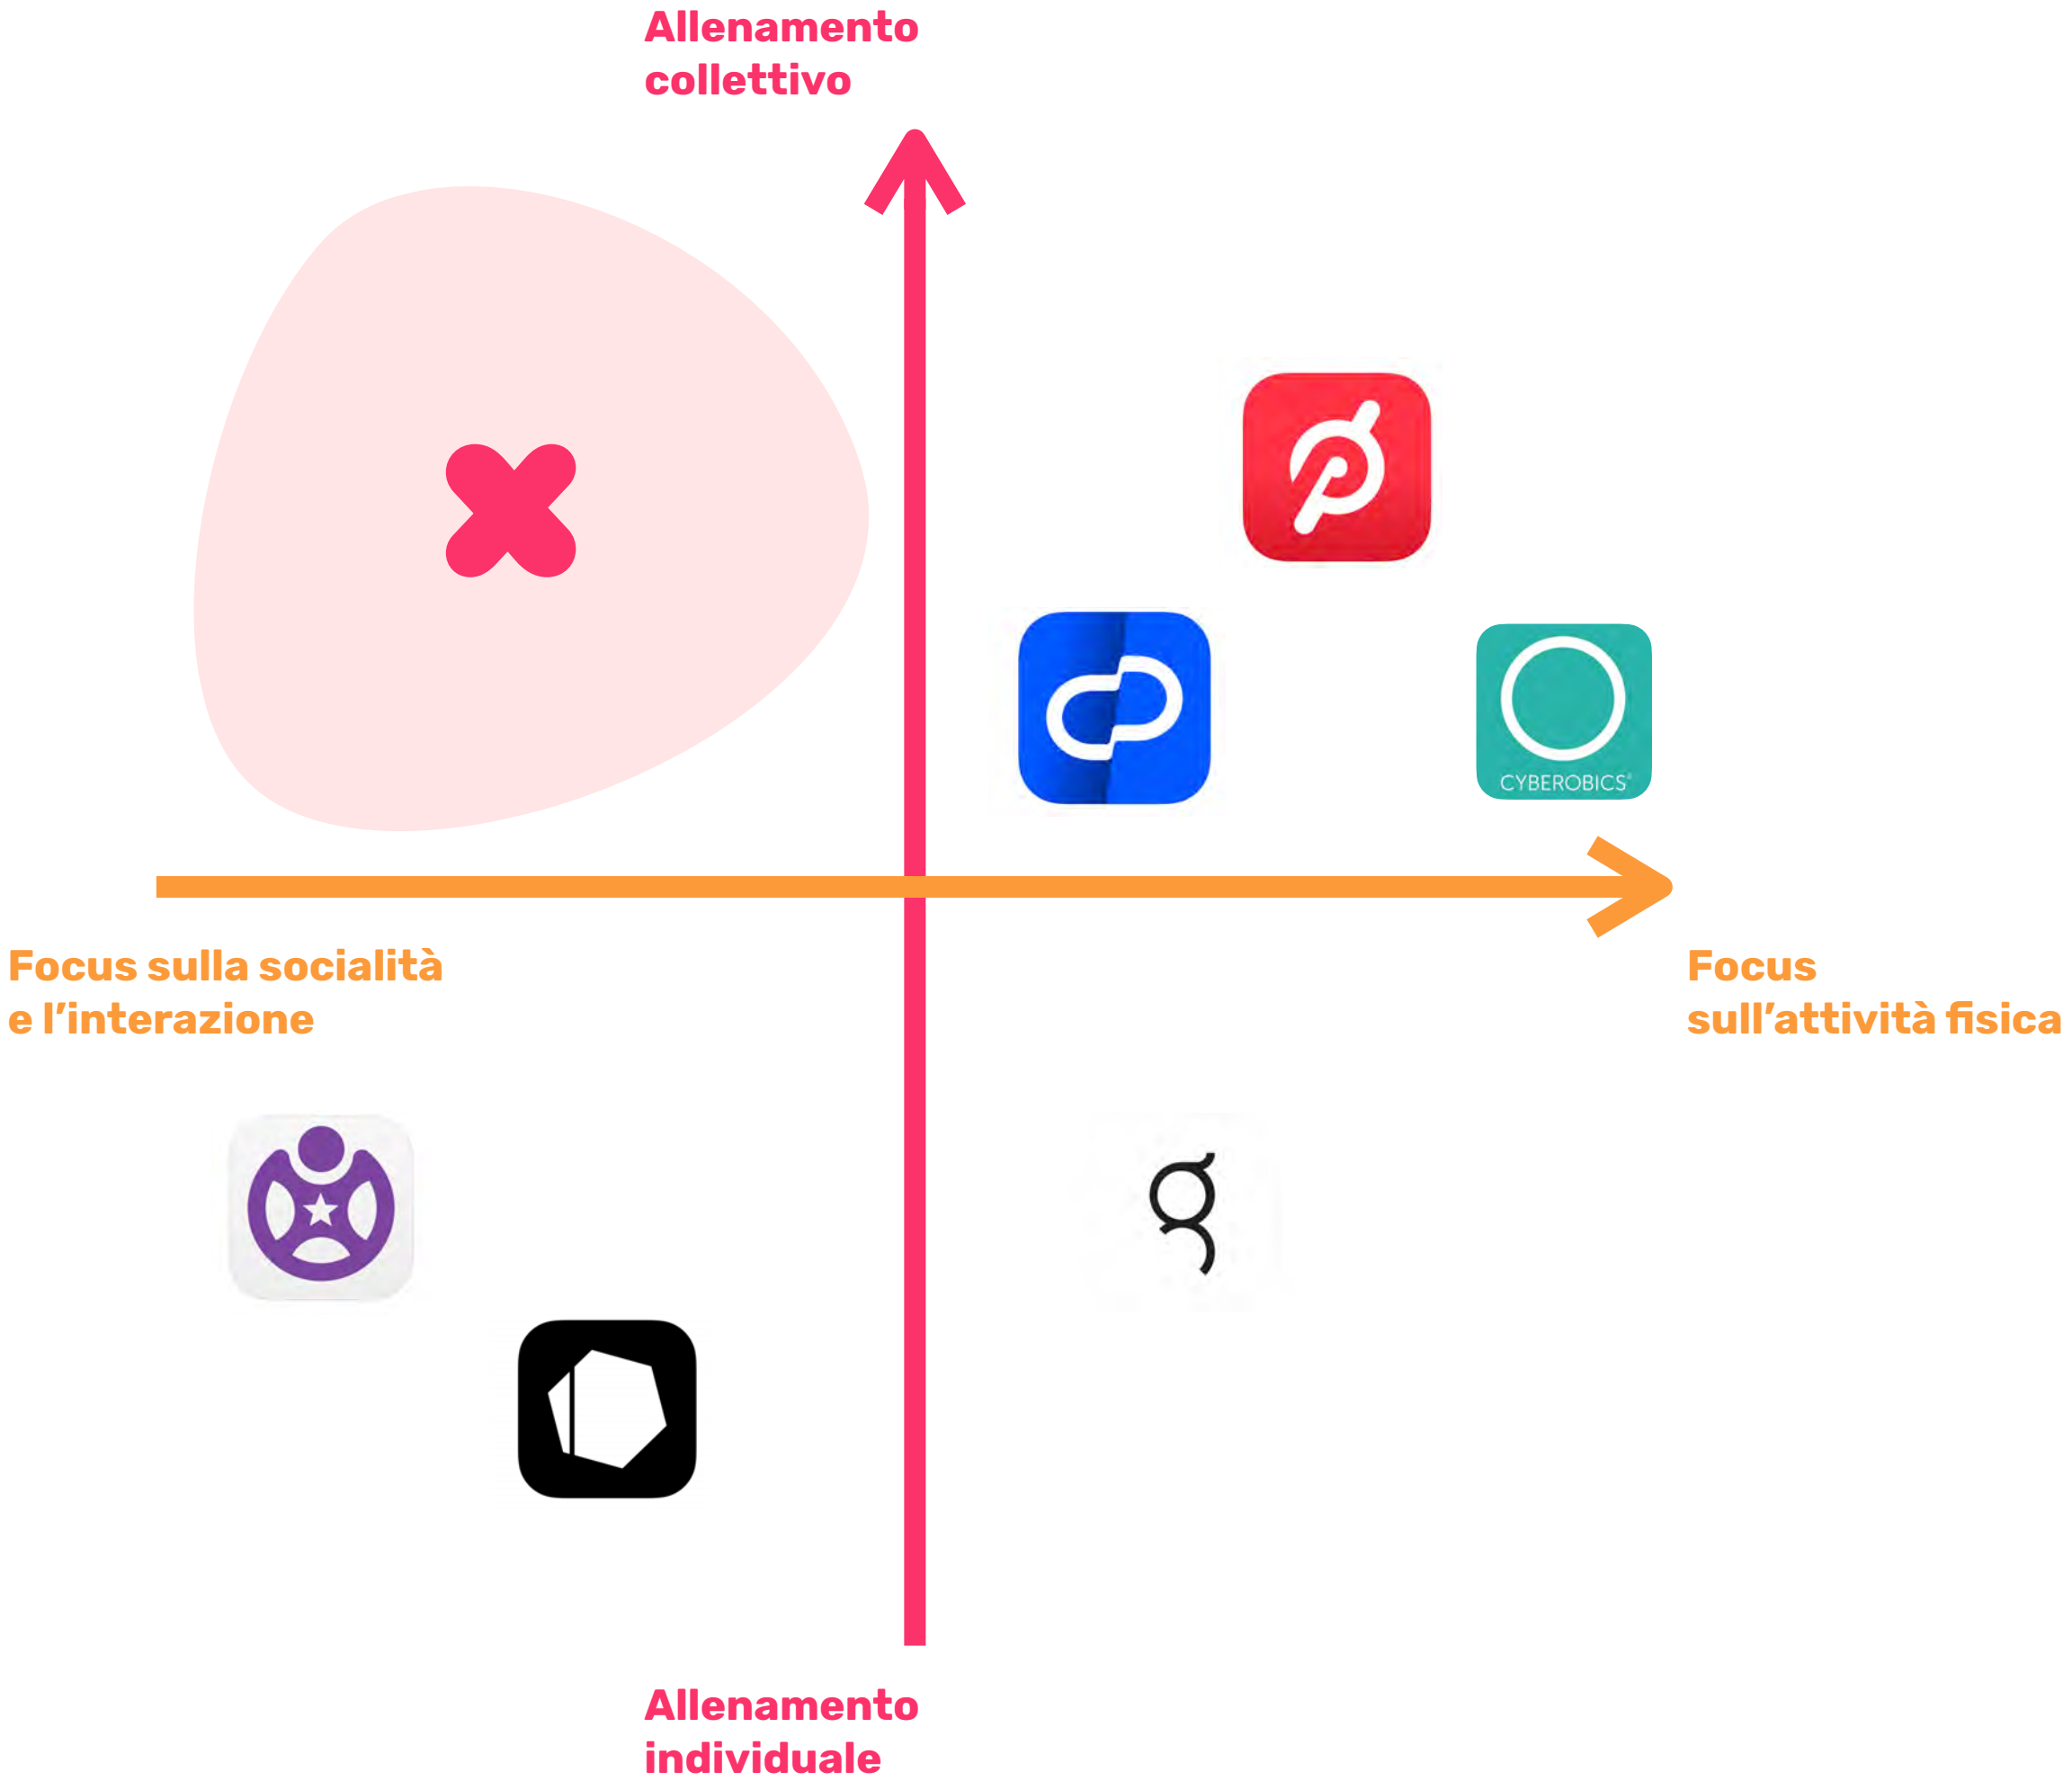 Allenamento
collettivo
CYBEROBICS®
Focus sulla socialità
e l’interazione
Focus
sull’attività fisica
Allenamento
individuale